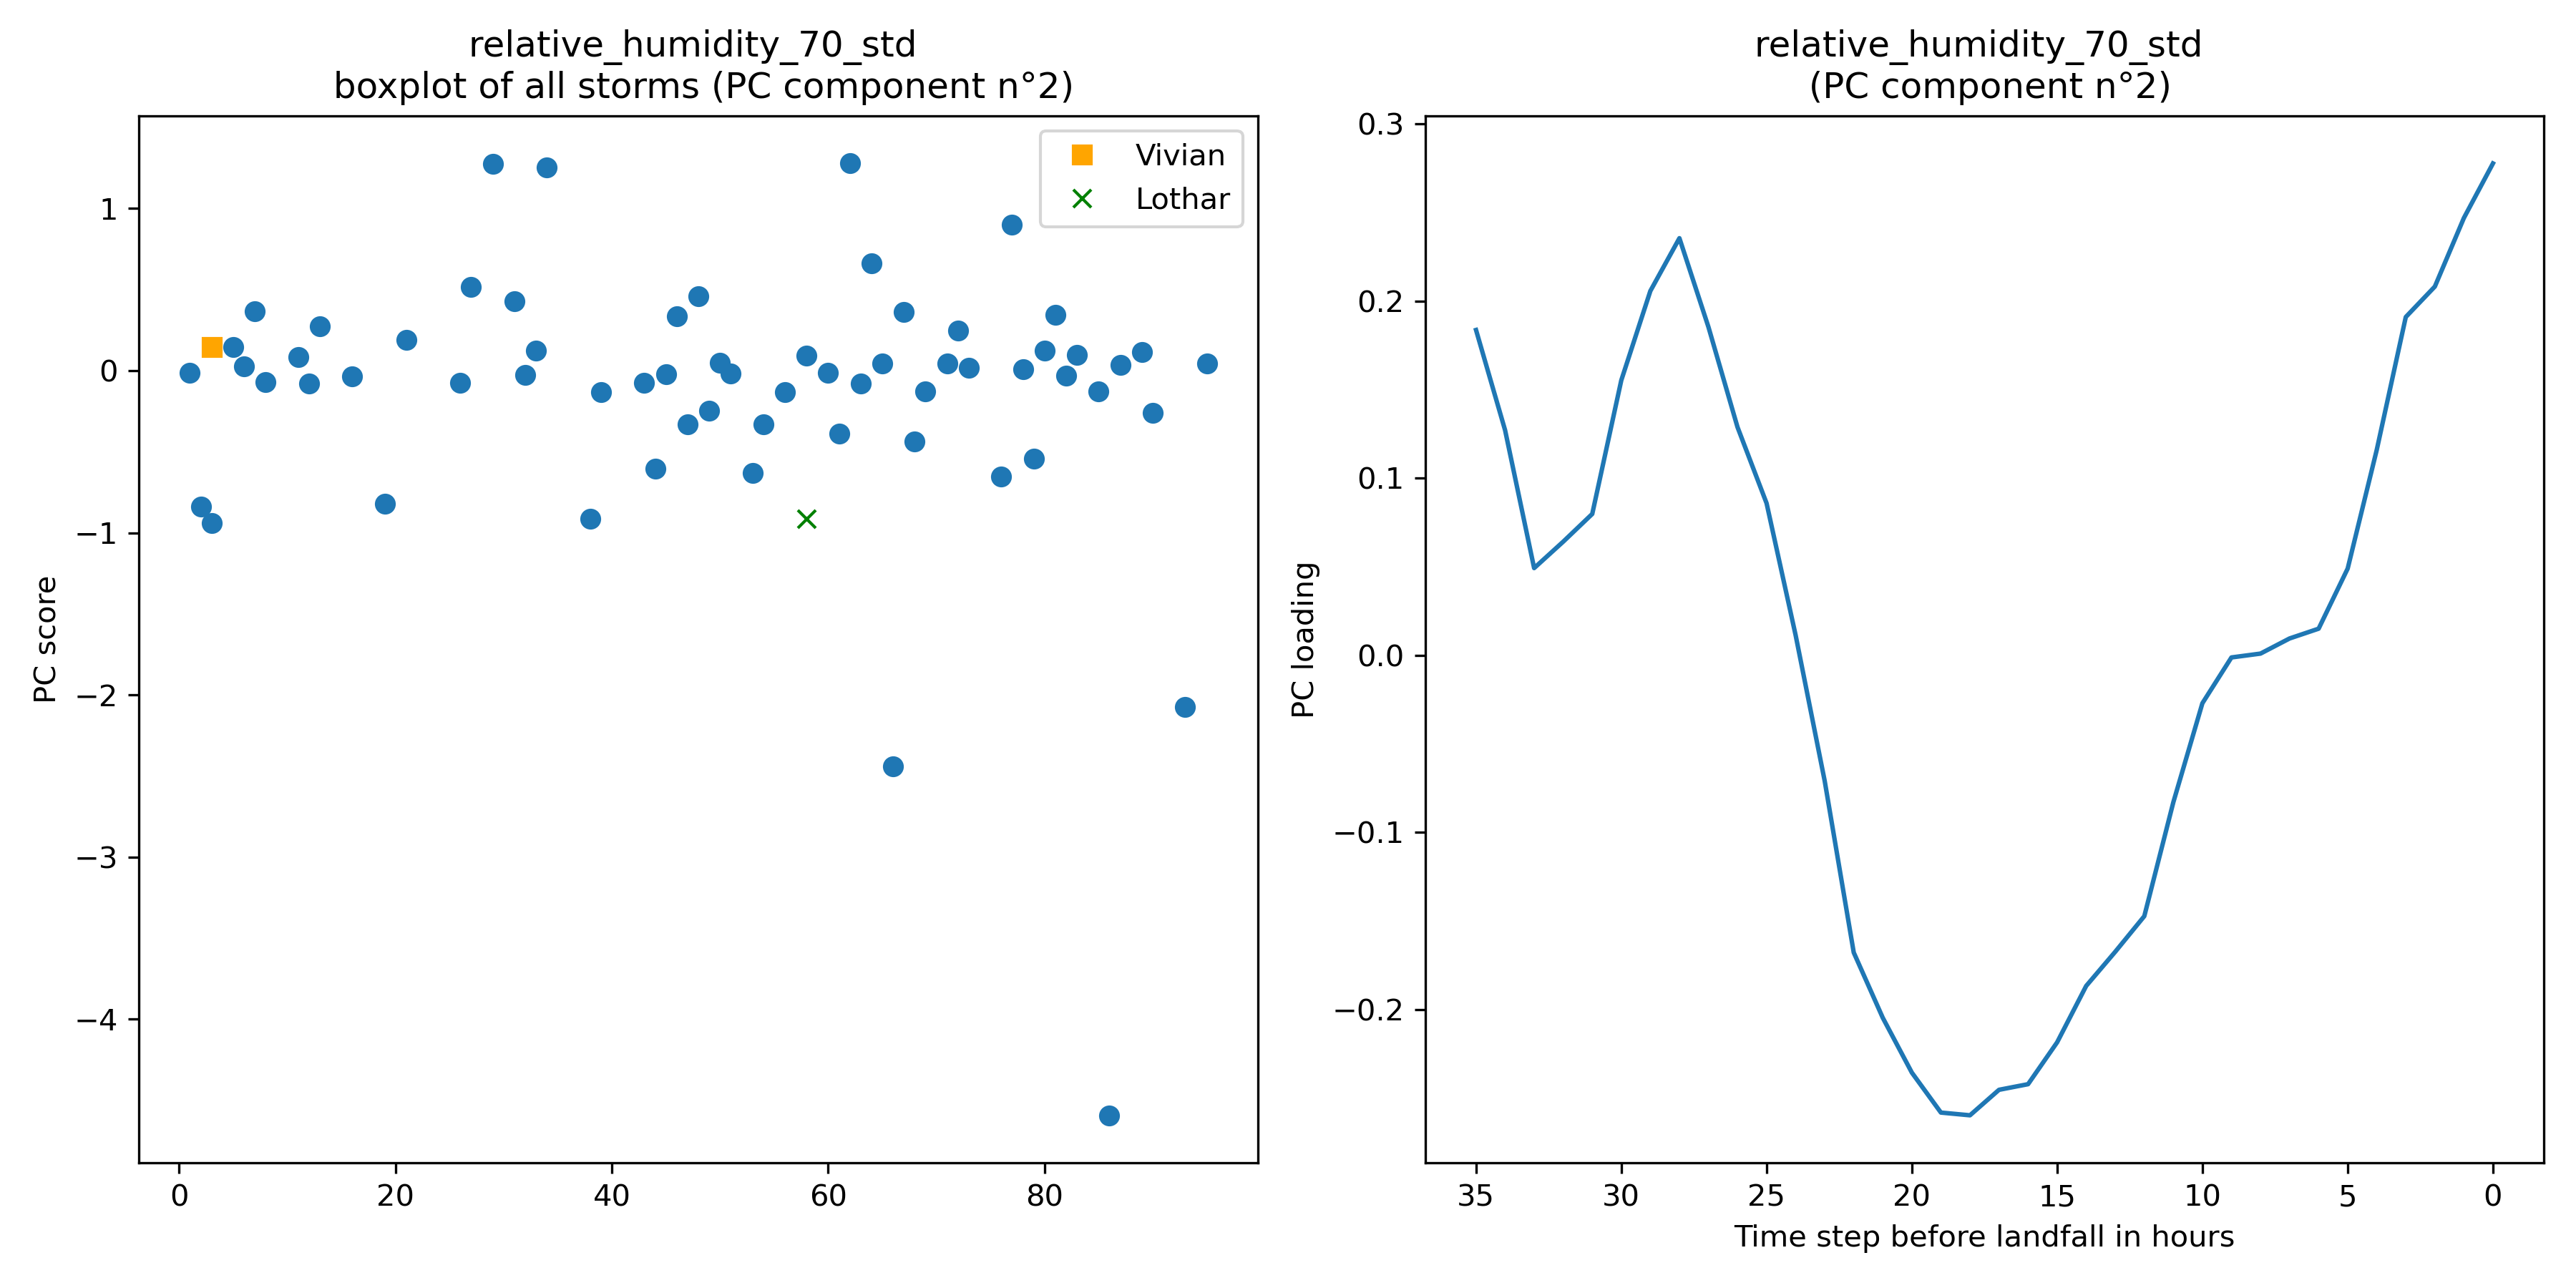 relative_humidity_70_std
boxplot of all storms (PC component n°2)
Vivian
Lothar
1
0
−1
−2
−3
−4
PC score
0
20
40
60
80
relative_humidity_70_std
(PC component n°2)
0.3
0.2
0.1
0.0
−0.1
−0.2
PC loading
35
30
25
20
15
10
5
0
Time step before landfall in hours